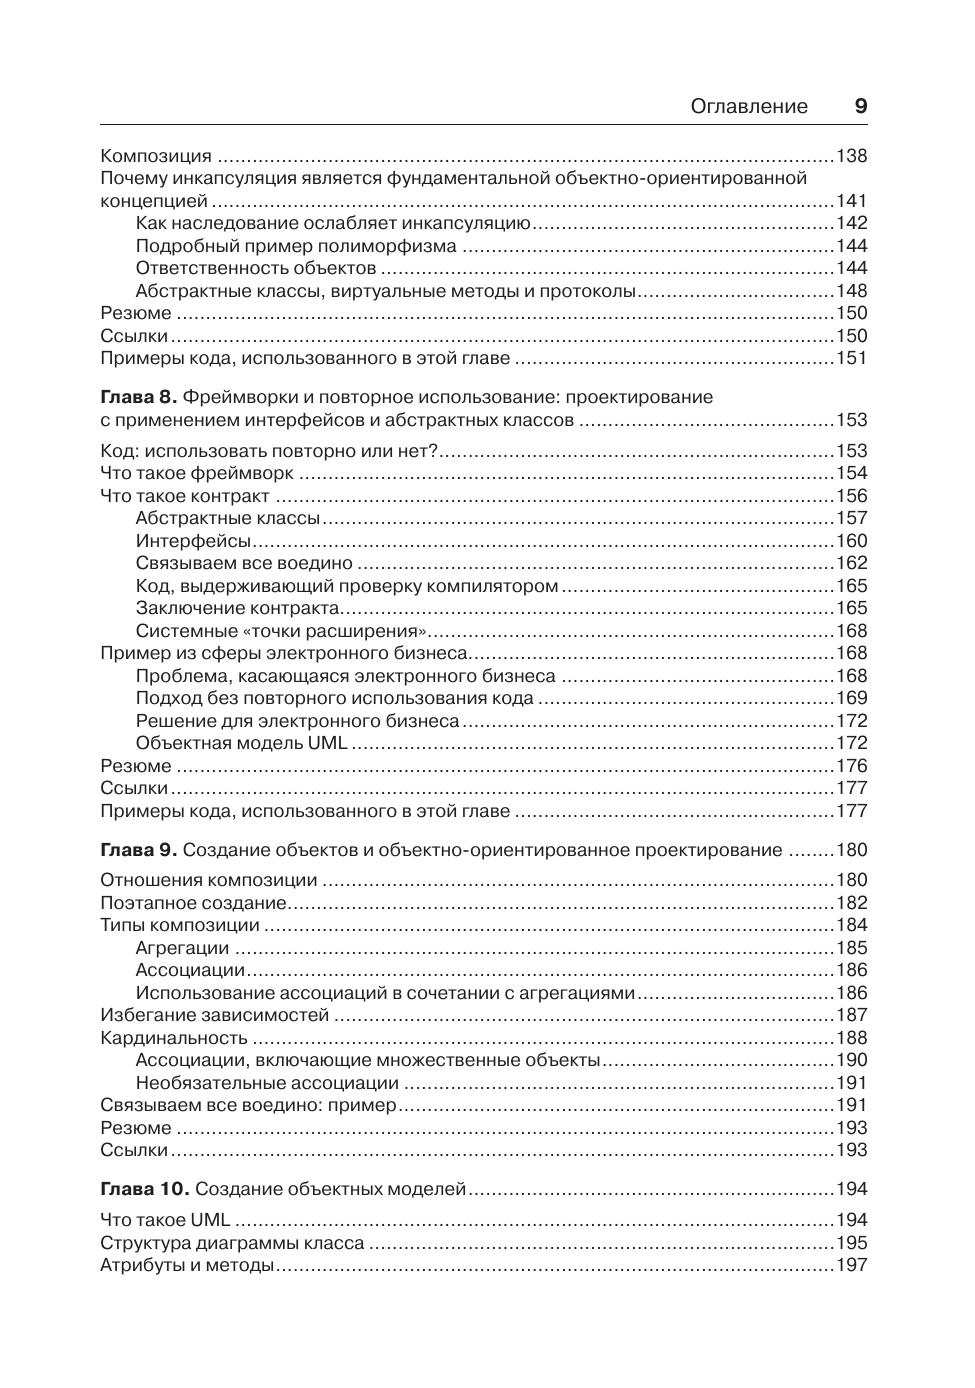 Оглавление 9
Композиция ..........138
Почему инкапсуляция является фундаментальной объектно-ориентированной
концепцией ..........141
Как наследование ослабляет инкапсуляцию..........142
Подробный пример полиморфизма ..........144
Ответственность объектов ..........144
Абстрактные классы, виртуальные методы и протоколы..........148
Резюме ..........150
Ссылки ..........150
Примеры кода, использованного в этой главе ..........151
Глава 8. Фреймворки и повторное использование: проектирование
с применением интерфейсов и абстрактных классов ..........153
Код: использовать повторно или нет?..........153
Что такое фреймворк ..........154
Что такое контракт ..........156
Абстрактные классы..........157
Интерфейсы..........160
Связываем все воедино ..........162
Код, выдерживающий проверку компилятором ..........165
Заключение контракта..........165
Системные «точки расширения»..........168
Пример из сферы электронного бизнеса..........168
Проблема, касающаяся электронного бизнеса ..........168
Подход без повторного использования кода ..........169
Решение для электронного бизнеса ..........172
Объектная модель UML ..........172
Резюме ..........176
Ссылки ..........177
Примеры кода, использованного в этой главе ..........177
Глава 9. Создание объектов и объектно-ориентированное проектирование ........180
Отношения композиции ..........180
Поэтапное создание..........182
Типы композиции ..........184
Агрегации ..........185
Ассоциации..........186
Использование ассоциаций в сочетании с агрегациями..........186
Избегание зависимостей ..........187
Кардинальность ..........188
Ассоциации, включающие множественные объекты..........190
Необязательные ассоциации ..........191
Связываем все воедино: пример..........191
Резюме ..........193
Ссылки ..........193
Глава 10. Создание объектных моделей..........194
Что такое UML ..........194
Структура диаграммы класса ..........195
Атрибуты и методы..........197